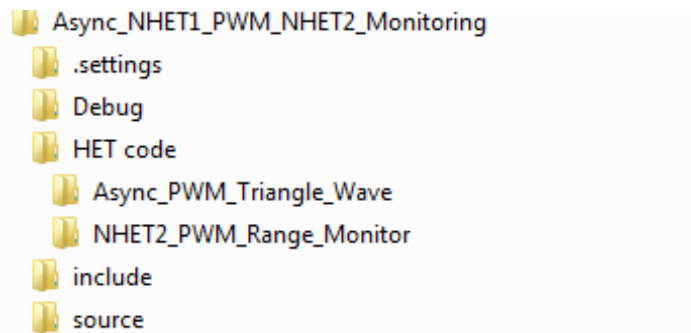 Async_NHET1_PWM_NHET2_Monitoring
.settings
Debug
HET code
Async_PWM_Triangle_Wave
NHET2_PWM_Range_Monitor
include
source